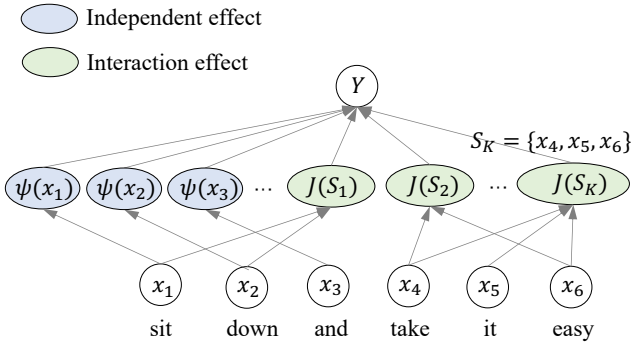 Independent effect
Interaction effect
Y
S_K = {x_4, x_5, x_6}
ψ(x_1) ψ(x_2) ψ(x_3) ... J(S_1) J(S_2) ... J(S_K)
x_1 x_2 x_3 x_4 x_5 x_6
sit down and take it easy